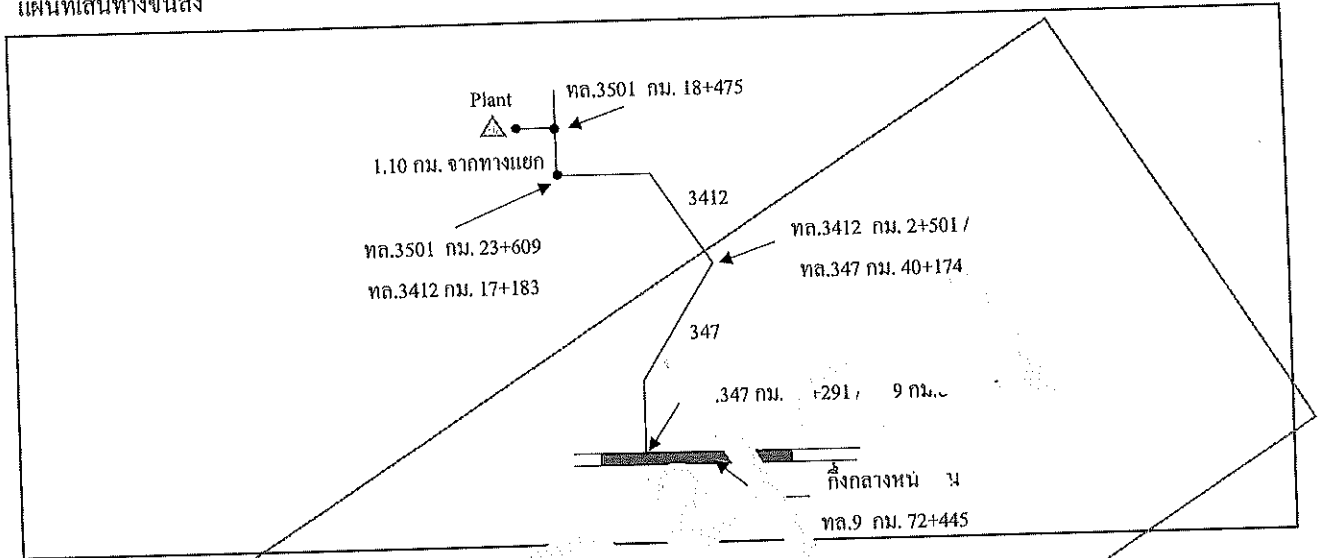 แผนที่เส้นทางขนส่ง
Plant
ทล.3501 กม. 18+475
1.10 กม. จากทางแยก
3412
ทล.3501 กม. 23+609
ทล.3412 กม. 17+183
ทล.3412 กม. 2+501 /
ทล.347 กม. 40+174
347
.347 กม. +291 / 9 กม.
กึ่งกลางหน
ทล.9 กม. 72+445